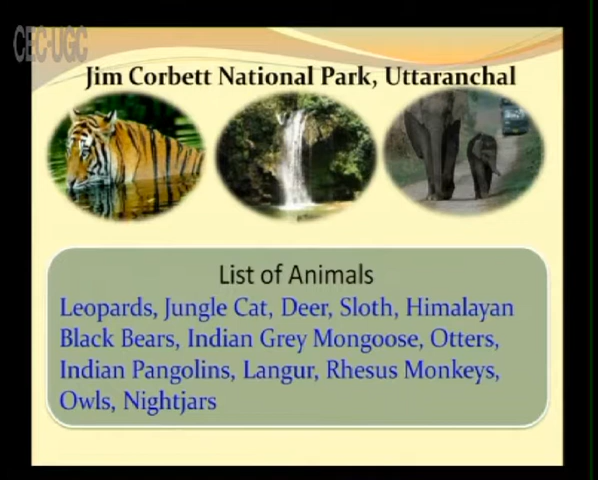 CEC-UGC
Jim Corbett National Park, Uttaranchal
List of Animals
Leopards, Jungle Cat, Deer, Sloth, Himalayan
Black Bears, Indian Grey Mongoose, Otters,
Indian Pangolins, Langur, Rhesus Monkeys,
Owls, Nightjars